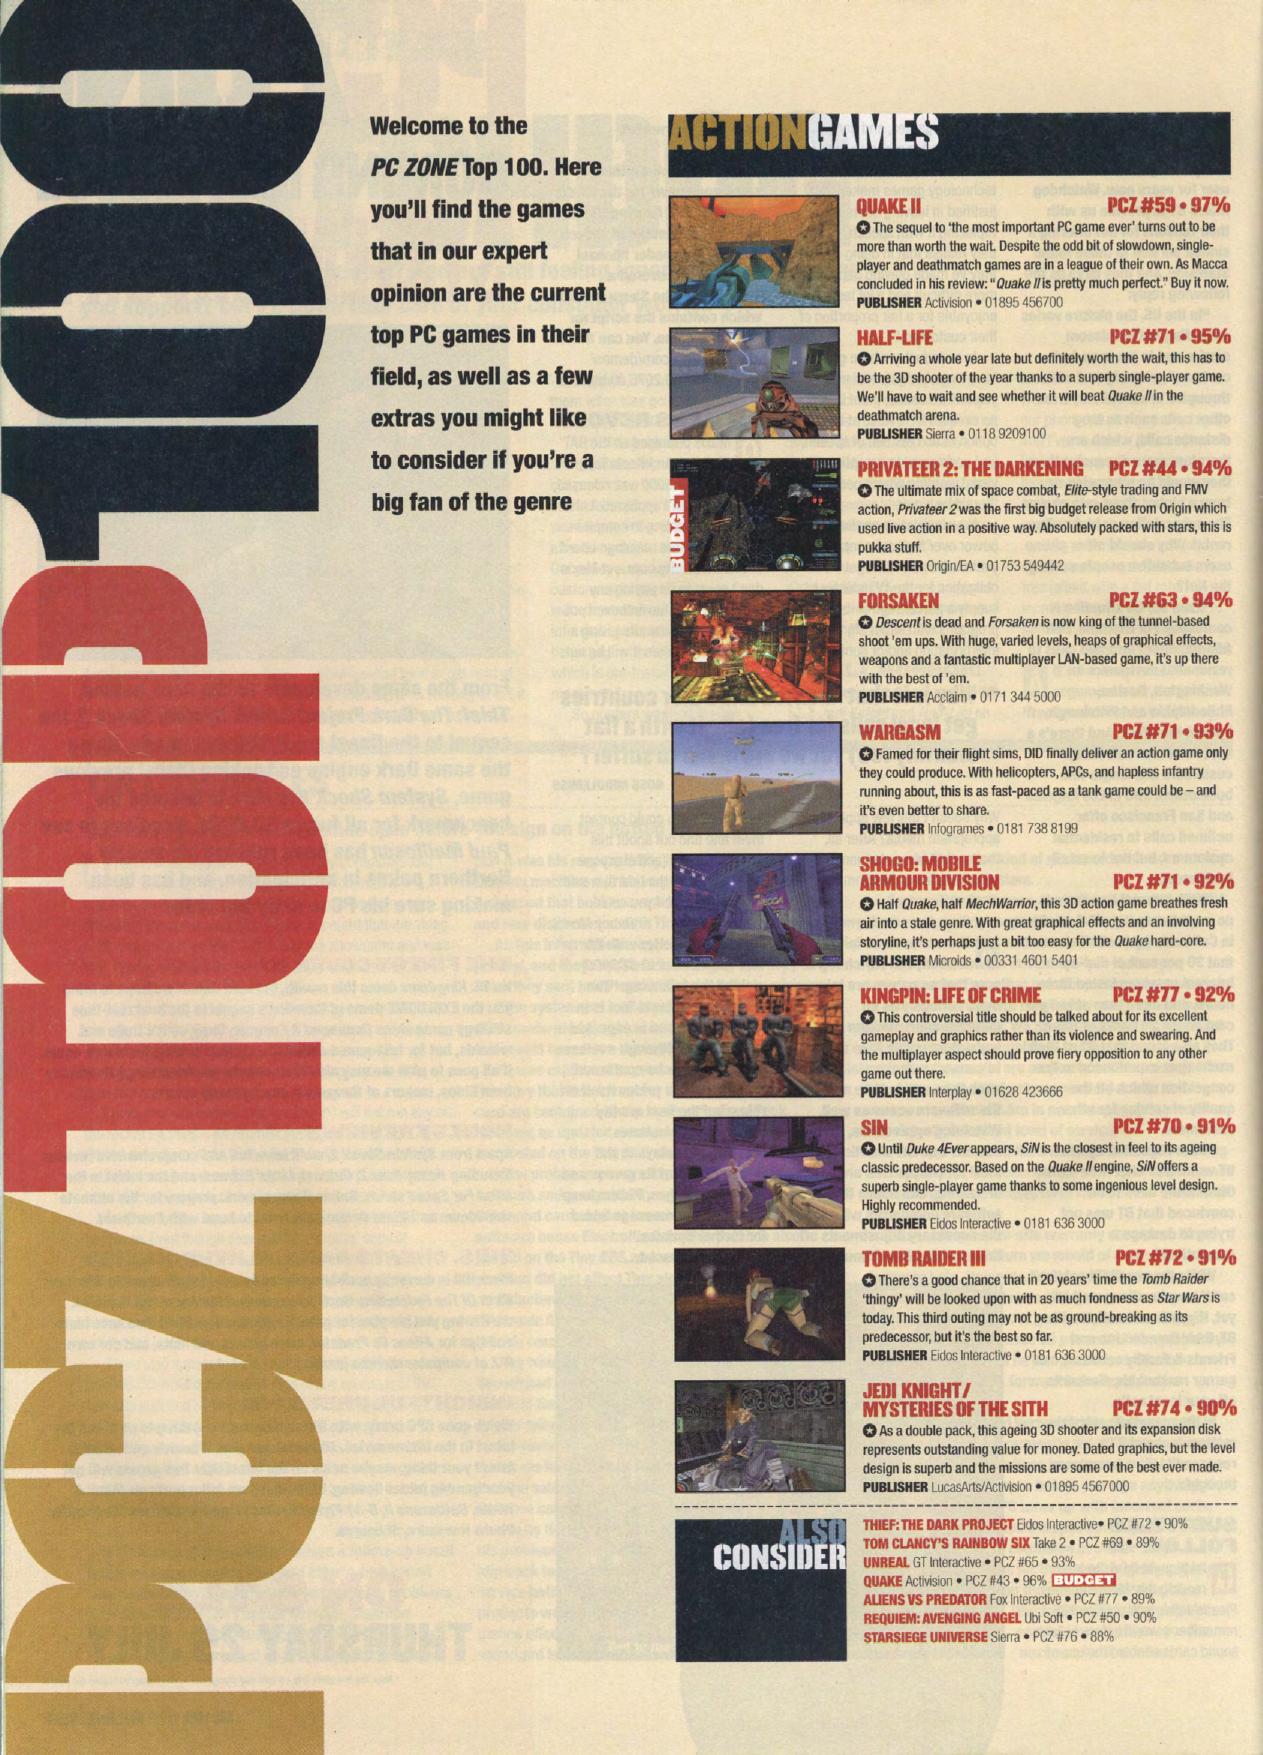 PCZ TOP 100
Welcome to the
PC ZONE Top 100. Here
you'll find the games
that in our expert
opinion are the current
top PC games in their
field, as well as a few
extras you might like
to consider if you're a
big fan of the genre
ACTIONGAMES
QUAKE II PCZ #59 • 97%
The sequel to 'the most important PC game ever' turns out to be
more than worth the wait. Despite the odd bit of slowdown, single-
player and deathmatch games are in a league of their own. As Macca
concluded in his review: "Quake II is pretty much perfect." Buy it now.
PUBLISHER Activision • 01895 456700
HALF-LIFE PCZ #71 • 95%
Arriving a whole year late but definitely worth the wait, this has to
be the 3D shooter of the year thanks to a superb single-player game.
We'll have to wait and see whether it will beat Quake II in the
deathmatch arena.
PUBLISHER Sierra • 0118 9209100
BUDGET
PRIVATEER 2: THE DARKENING PCZ #44 • 94%
The ultimate mix of space combat, Elite-style trading and FMV
action, Privateer 2 was the first big budget release from Origin which
used live action in a positive way. Absolutely packed with stars, this is
pukka stuff.
PUBLISHER Origin/EA • 01753 549442
FORSAKEN PCZ #63 • 94%
Descent is dead and Forsaken is now king of the tunnel-based
shoot 'em ups. With huge, varied levels, heaps of graphical effects,
weapons and a fantastic multiplayer LAN-based game, it's up there
with the best of 'em.
PUBLISHER Acclaim • 0171 344 5000
WARGASM PCZ #71 • 93%
Famed for their flight sims, DID finally deliver an action game only
they could produce. With helicopters, APCs, and hapless infantry
running about, this is as fast-paced as a tank game could be – and
it's even better to share.
PUBLISHER Infogrames • 0181 738 8199
SHOGO: MOBILE
ARMOUR DIVISION PCZ #71 • 92%
Half Quake, half MechWarrior, this 3D action game breathes fresh
air into a stale genre. With great graphical effects and an involving
storyline, it's perhaps just a bit too easy for the Quake hard-core.
PUBLISHER Microids • 00331 4601 5401
KINGPIN: LIFE OF CRIME PCZ #77 • 92%
This controversial title should be talked about for its excellent
gameplay and graphics rather than its violence and swearing. And
the multiplayer aspect should prove fiery opposition to any other
game out there.
PUBLISHER Interplay • 01628 423666
SIN PCZ #70 • 91%
Until Duke 4Ever appears, SiN is the closest in feel to its ageing
classic predecessor. Based on the Quake II engine, SiN offers a
superb single-player game thanks to some ingenious level design.
Highly recommended.
PUBLISHER Eidos Interactive • 0181 636 3000
TOMB RAIDER III PCZ #72 • 91%
There's a good chance that in 20 years' time the Tomb Raider
'thingy' will be looked upon with as much fondness as Star Wars is
today. This third outing may not be as ground-breaking as its
predecessor, but it's the best so far.
PUBLISHER Eidos Interactive • 0181 636 3000
JEDI KNIGHT/
MYSTERIES OF THE SITH PCZ #74 • 90%
As a double pack, this ageing 3D shooter and its expansion disk
represents outstanding value for money. Dated graphics, but the level
design is superb and the missions are some of the best ever made.
PUBLISHER LucasArts/Activision • 01895 4567000
ALSO
CONSIDER
THIEF: THE DARK PROJECT Eidos Interactive• PCZ #72 • 90%
TOM CLANCY'S RAINBOW SIX Take 2 • PCZ #69 • 89%
UNREAL GT Interactive • PCZ #65 • 93%
QUAKE Activision • PCZ #43 • 96% BUDGET
ALIENS VS PREDATOR Fox Interactive • PCZ #77 • 89%
REQUIEM: AVENGING ANGEL Ubi Soft • PCZ #50 • 90%
STARSIEGE UNIVERSE Sierra • PCZ #76 • 88%